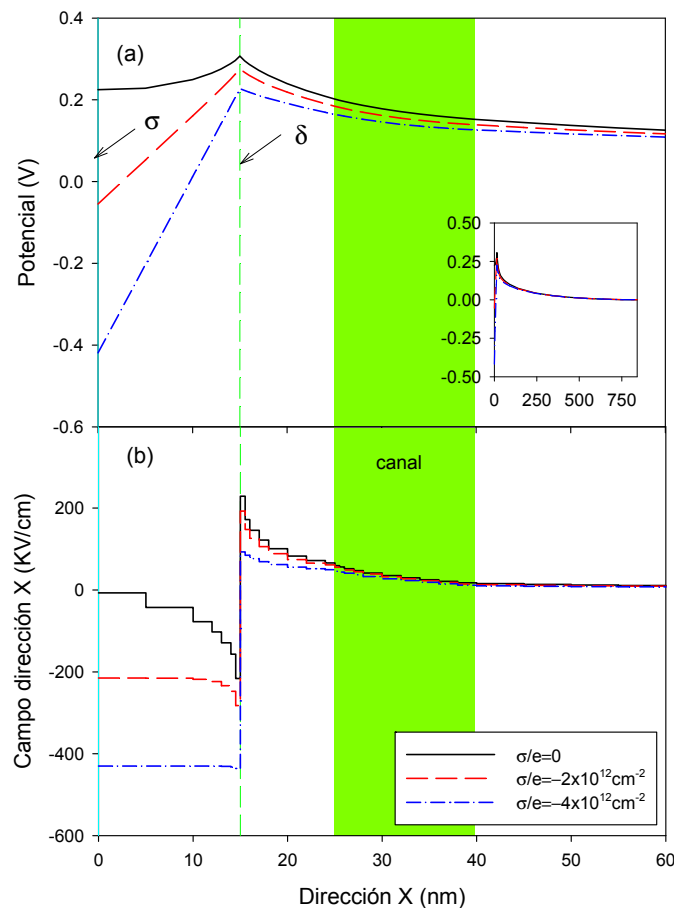 (a)
0.4
0.2
0.0
-0.2
-0.4
-0.6
Potencial (V)
σ
δ
0.50
0.25
0.00
-0.25
-0.50
0 250 500 750
(b)
canal
200
0
-200
-400
-600
Campo dirección X (KV/cm)
σ/e=0
σ/e=−2x10¹²cm⁻²
σ/e=−4x10¹²cm⁻²
0 10 20 30 40 50 60
Dirección X (nm)